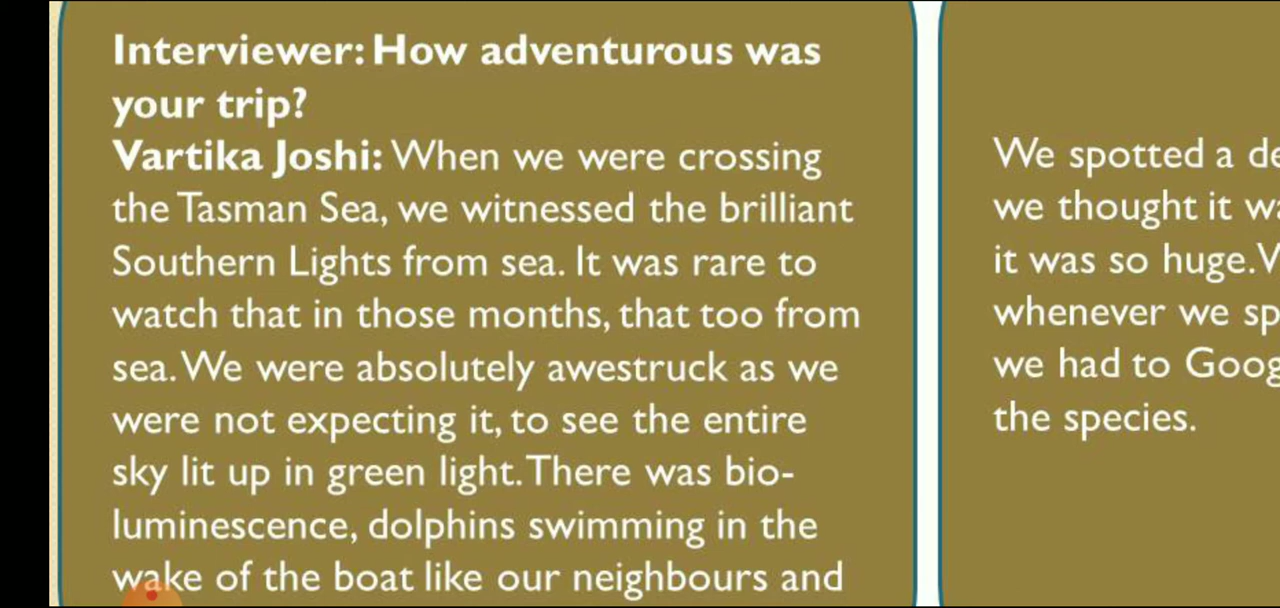 Interviewer: How adventurous was
your trip?
Vartika Joshi: When we were crossing
the Tasman Sea, we witnessed the brilliant
Southern Lights from sea. It was rare to
watch that in those months, that too from
sea. We were absolutely awestruck as we
were not expecting it, to see the entire
sky lit up in green light. There was bio-
luminescence, dolphins swimming in the
wake of the boat like our neighbours and
We spotted a
we thought it
it was so huge.
whenever we
we had to
the species.